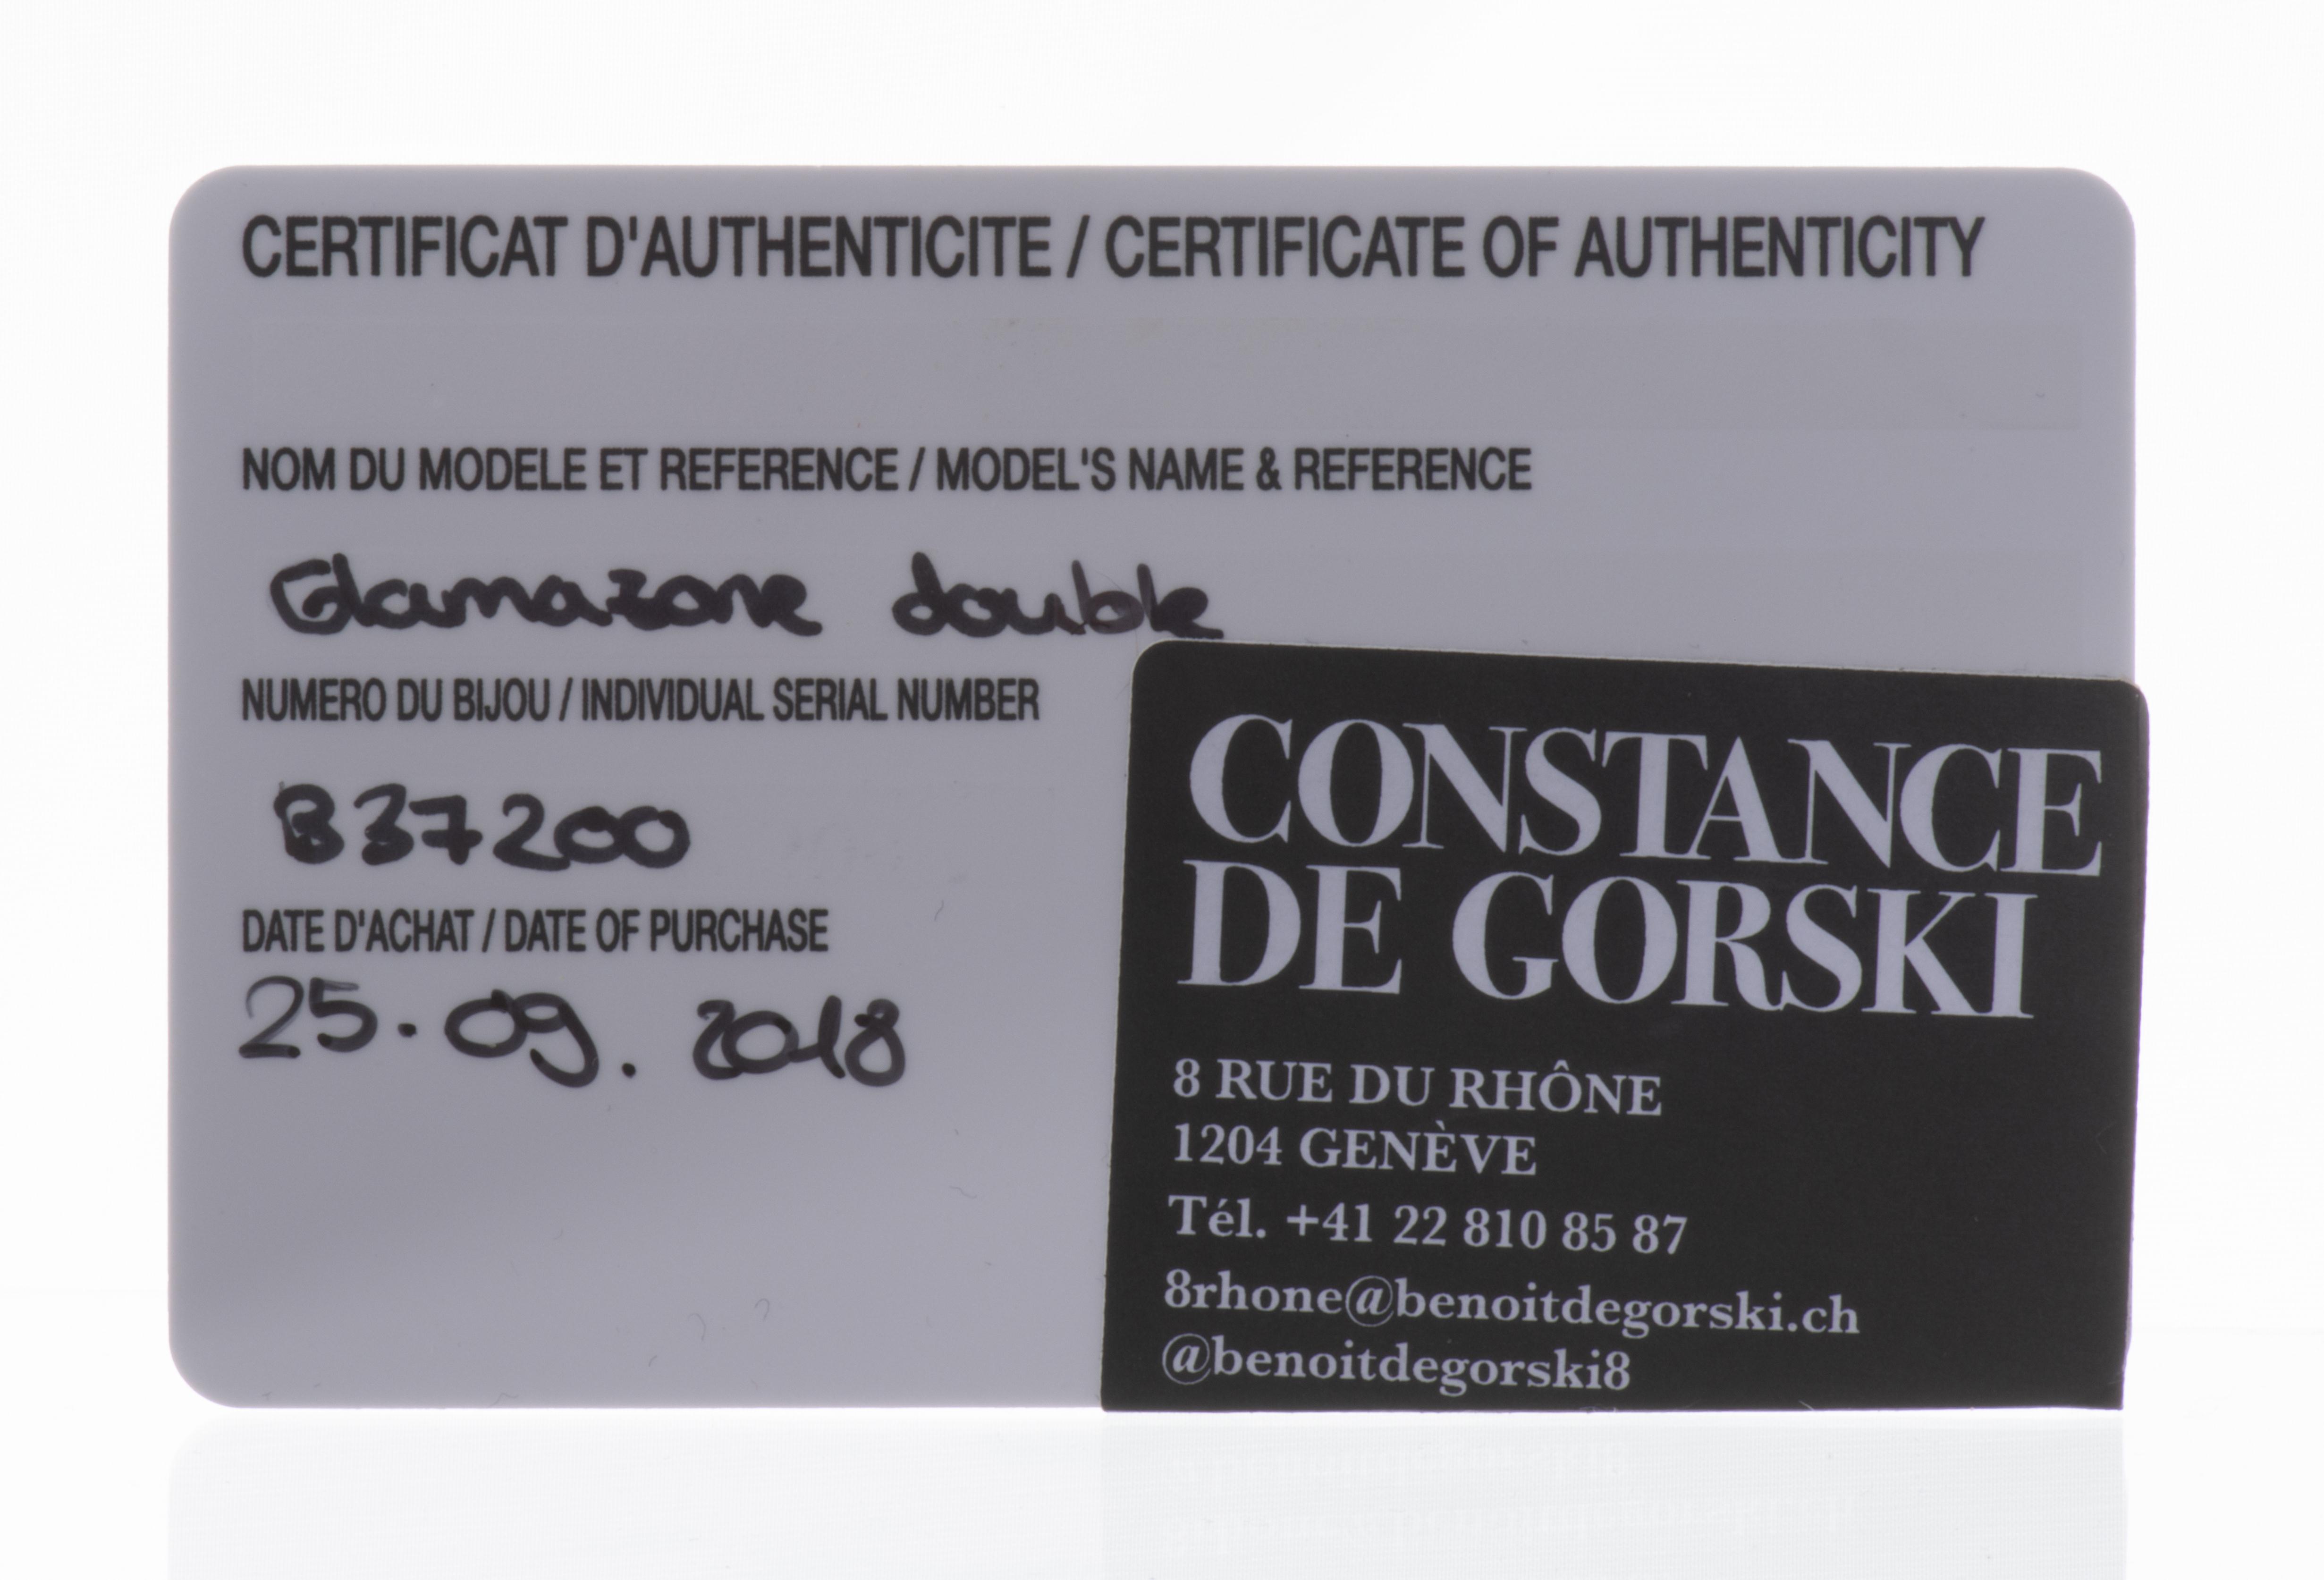 CERTIFICAT D'AUTHENTICITE / CERTIFICATE OF AUTHENTICITY
NOM DU MODELE ET REFERENCE / MODEL'S NAME & REFERENCE
Glamazone double
NUMERO DU BIJOU / INDIVIDUAL SERIAL NUMBER
B37200
DATE D'ACHAT / DATE OF PURCHASE
25.09.2018
CONSTANCE
DE GORSKI
8 RUE DU RHÔNE
1204 GENÈVE
Tél. +41 22 810 85 87
8rhone@benoitdegorski.ch
@benoitdegorski8